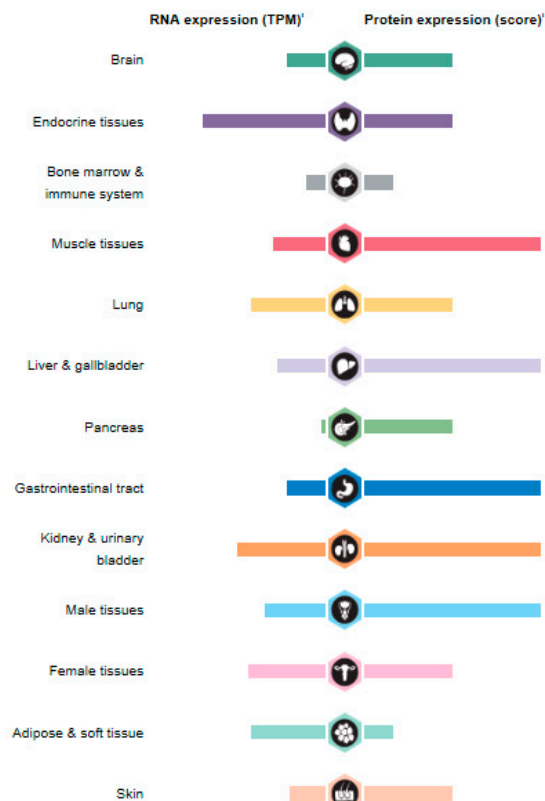 RNA expression (TPM)ⁱ Protein expression (score)ⁱ
Brain
Endocrine tissues
Bone marrow &
immune system
Muscle tissues
Lung
Liver & gallbladder
Pancreas
Gastrointestinal tract
Kidney & urinary
bladder
Male tissues
Female tissues
Adipose & soft tissue
Skin